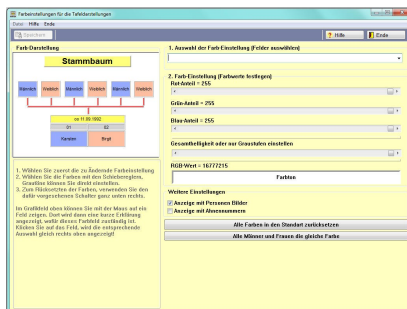 Farbeinstellungen für die Tafeldarstellungen
Datei Hilfe Ende
Speichern
Hilfe
Ende
Farb-Darstellung
Stammbaum
Männlich Weiblich Männlich Weiblich Männlich Weiblich
oo 11.09.1992
01 02
Karsten Birgit
1. Wählen Sie zuerst die zu Ändernde Farbeinstellung
2. Wählen Sie die Farben mit den Schiebereglern,
Grautöne können Sie direkt einstellen.
3. Zum Rücksetzten der Farben, verwenden Sie den
dafür vorgesehenen Schalter ganz unten rechts.
Im Grafikfeld oben können Sie mit der Maus auf ein
Feld zeigen. Dort wird dann eine kurze Erklärung
angezeigt, wofür dieses Farbfeld zuständig ist.
Klicken Sie auf das Feld, wird die entsprechende
Auswahl gleich rechts oben angezeigt!
1. Auswahl der Farb-Einstellung (Felder auswählen)
2. Farb-Einstellung (Farbwerte festlegen)
Rot-Anteil = 255
Grün-Anteil = 255
Blau-Anteil = 255
Gesamthelligkeit oder nur Graustufen einstellen
RGB-Wert = 16777215
Farbton
Weitere Einstellungen
Anzeige mit Personen Bilder
Anzeige mit Ahnennummern
Alle Farben in den Standart zurücksetzen
Alle Männer und Frauen die gleiche Farbe